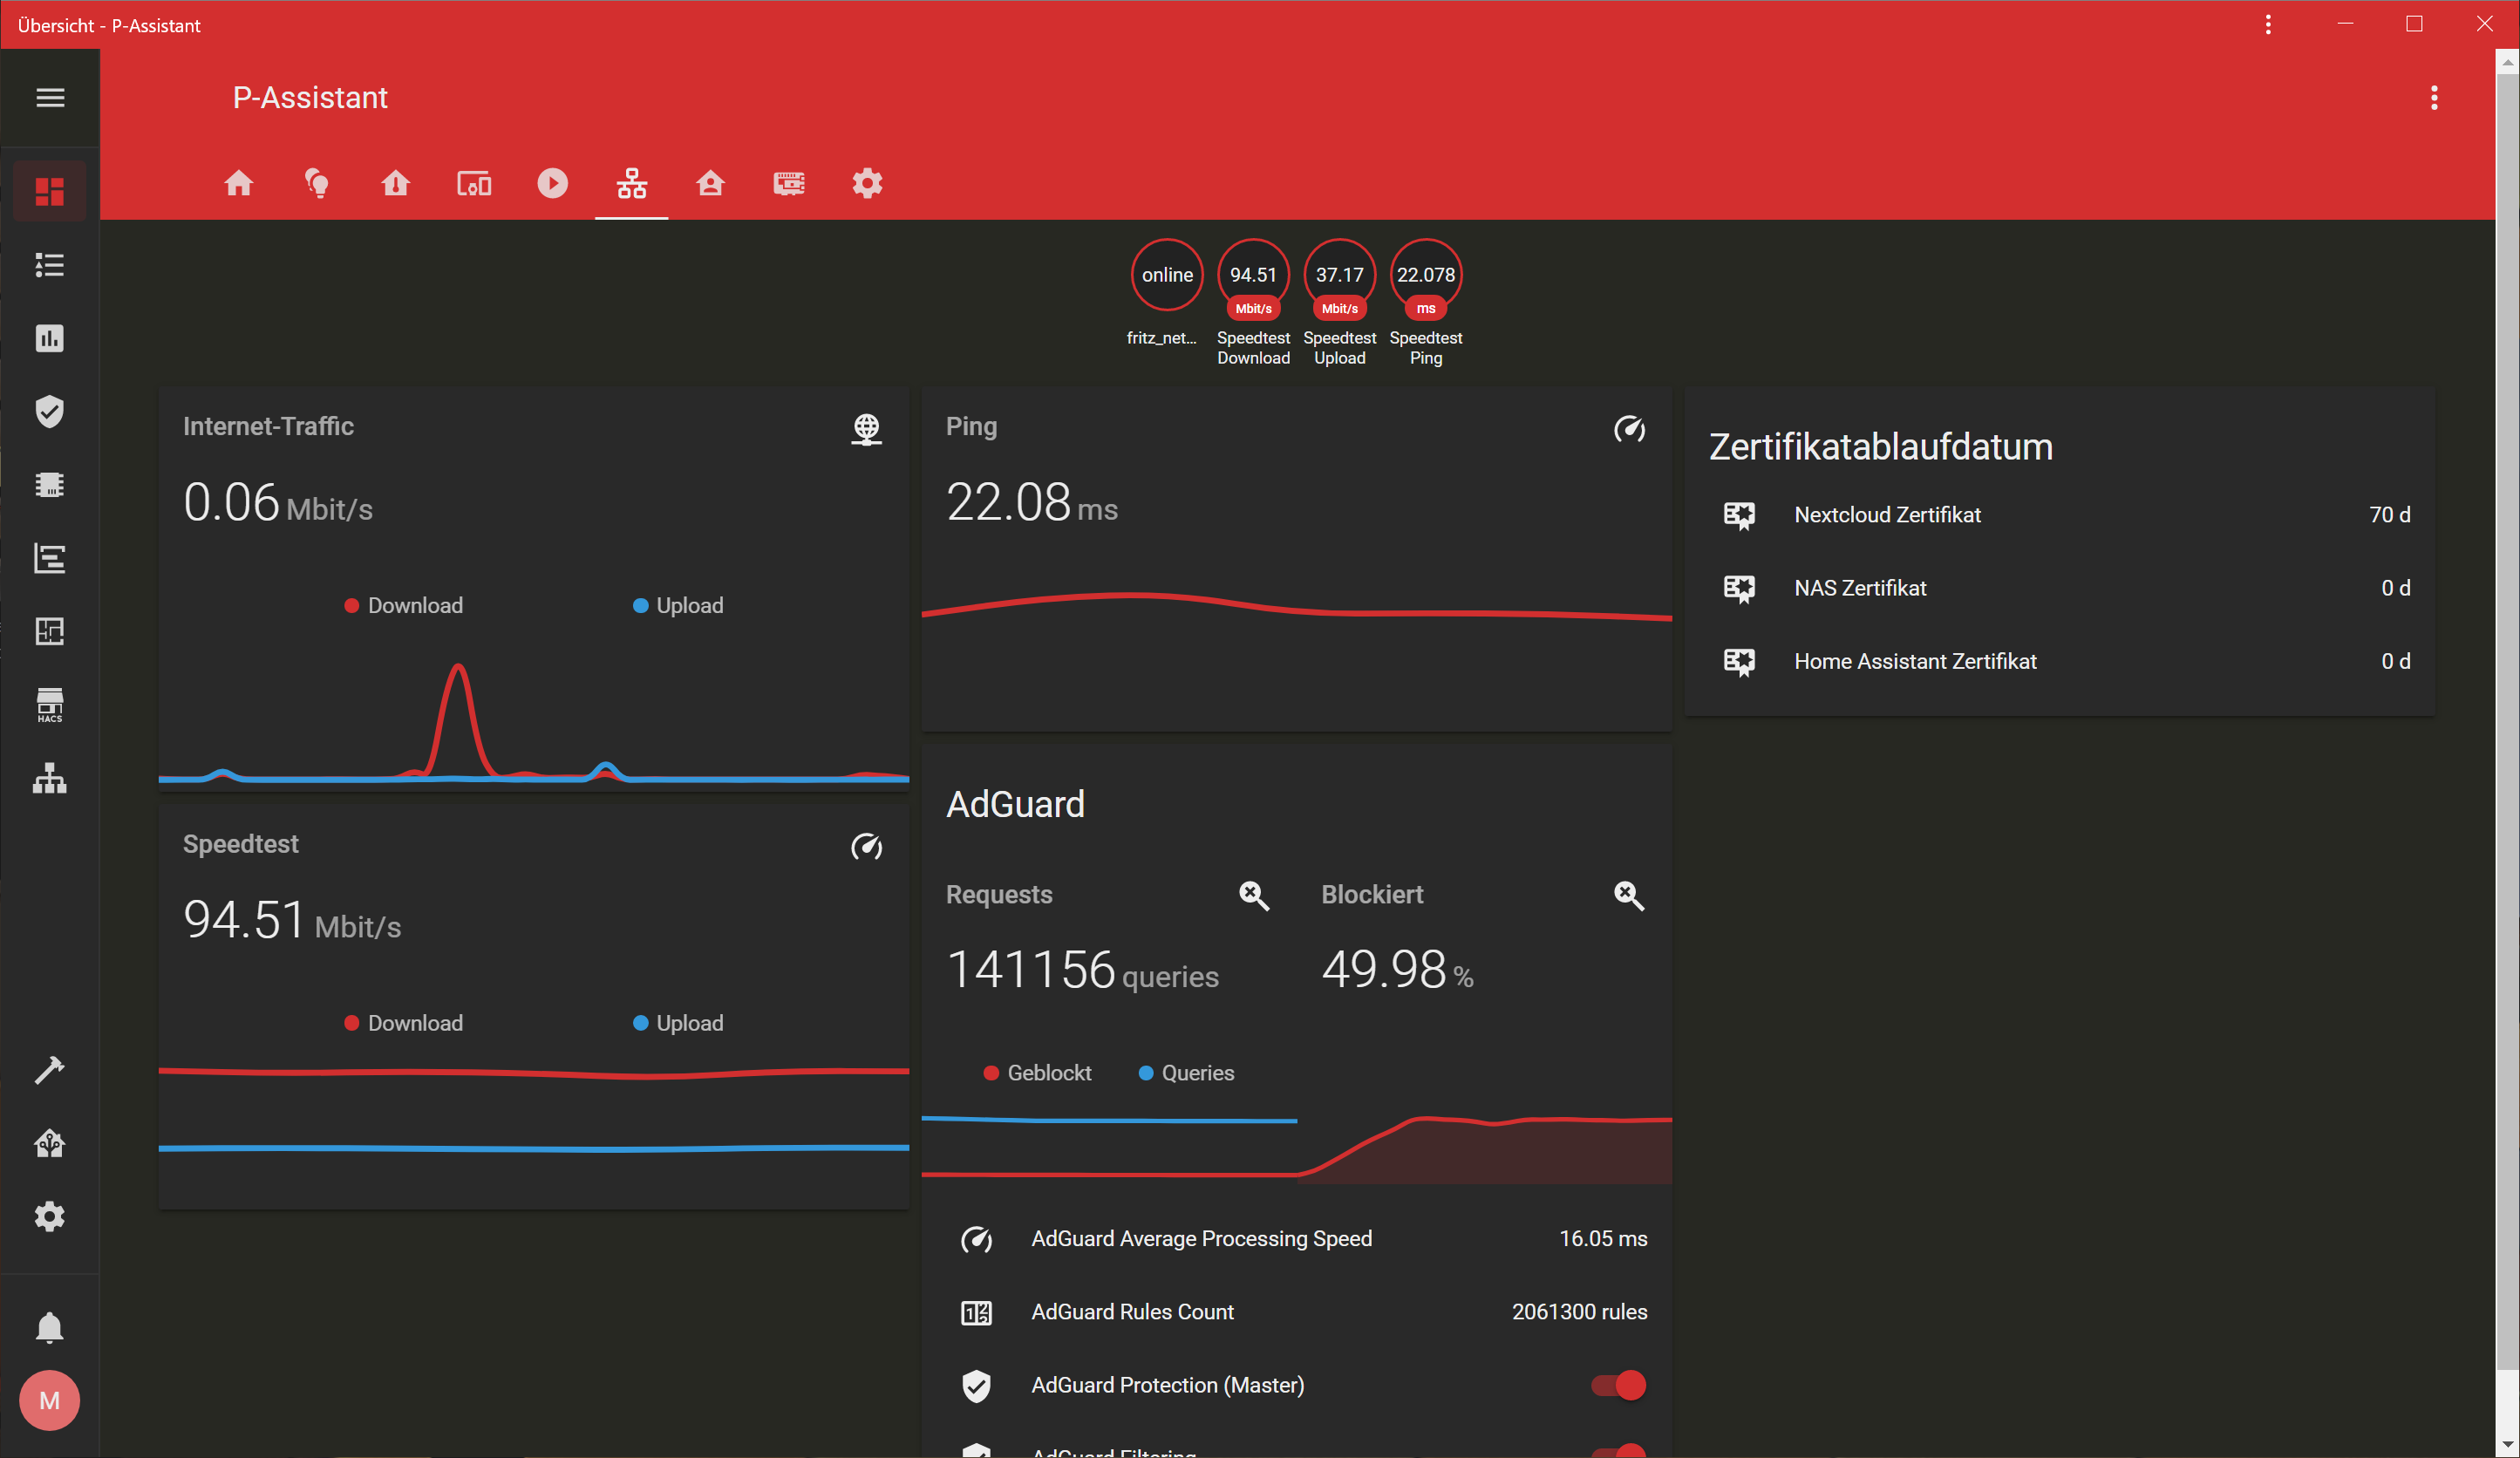 Übersicht - P-Assistant
P-Assistant
online
94.51
Mbit/s
37.17
Mbit/s
22.078
ms
fritz_net...
Speedtest Download
Speedtest Upload
Speedtest Ping
Internet-Traffic
0.06 Mbit/s
Download
Upload
Speedtest
94.51 Mbit/s
Download
Upload
Ping
22.08 ms
AdGuard
Requests
141156 queries
Blockiert
49.98 %
Geblockt
Queries
AdGuard Average Processing Speed 16.05 ms
AdGuard Rules Count 2061300 rules
AdGuard Protection (Master)
AdGuard Filtering
Zertifikatablaufdatum
Nextcloud Zertifikat 70 d
NAS Zertifikat 0 d
Home Assistant Zertifikat 0 d
HACS
M